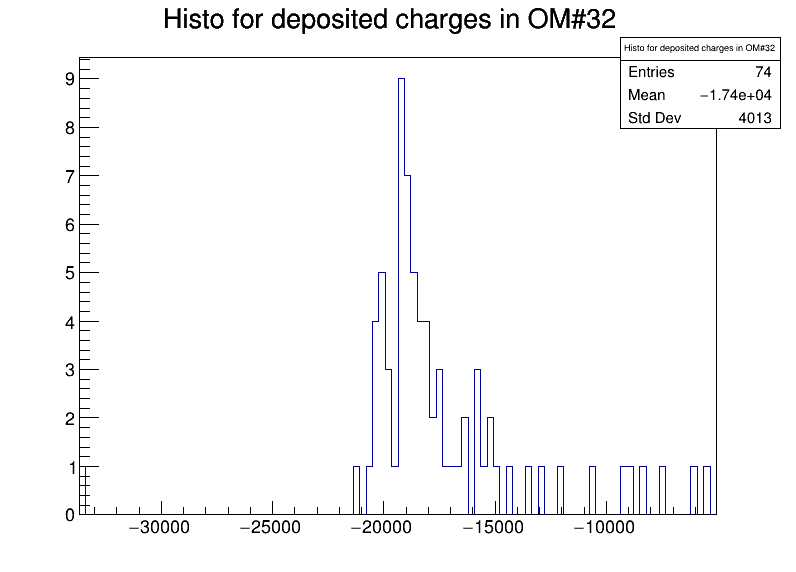 Histo for deposited charges in OM#32
Histo for deposited charges in OM#32
Entries 74
Mean −1.74e+04
Std Dev 4013
9
8
7
6
5
4
3
2
1
0
−30000 −25000 −20000 −15000 −10000